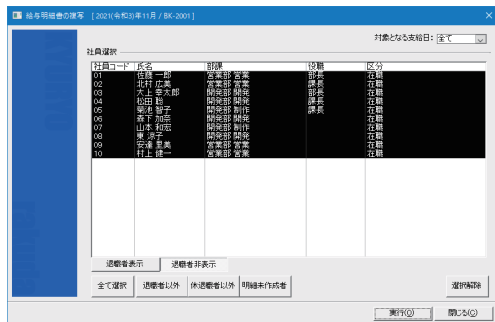 給与明細書の複写 [2021(令和3)年11月 / BK-2001]
対象となる支給日: 全て
社員選択
社員コード 氏名 部課 役職 区分
01 佐藤 一郎 営業部 営業 部長 在職
02 北村 広美 営業部 営業 課長 在職
03 大上 幸太郎 開発部 開発 部長 在職
04 松田 聡 開発部 開発 課長 在職
05 菊池 智子 開発部 制作 課長 在職
06 森下 加奈 開発部 開発 在職
07 山本 和宏 開発部 制作 在職
08 東 涼子 開発部 開発 在職
09 安達 里美 営業部 営業 在職
10 村上 健一 営業部 営業 在職
退職者表示 退職者非表示
全て選択 退職者以外 休退職者以外 明細未作成者 選択解除
実行(O) 閉じる(C)